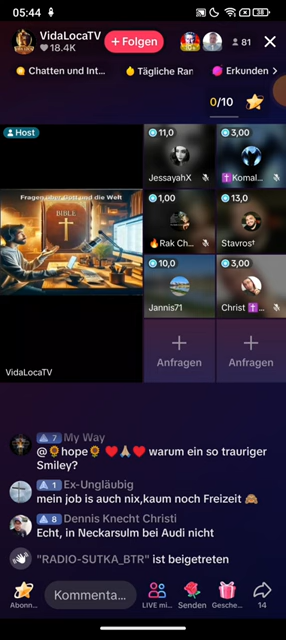 05:44
38
VidaLocaTV
18.4K
+ Folgen
81
Chatten und Int...
Tägliche Ran
Erkunden
0/10
Host
11,0
JessayahX
3,00
Komal...
Fragen über Gott und die Welt
BIBLE
1,00
Rak Ch...
13,0
Stavros†
10,0
Jannis71
3,00
Christ ✝️...
VidaLocaTV
Anfragen
Anfragen
7 My Way
@🌻hope🌻 ❤️🙏❤️ warum ein so trauriger
Smiley?
1 Ex-Ungläubig
mein job is auch nix,kaum noch Freizeit 🙈
8 Dennis Knecht Christi
Echt, in Neckarsulm bei Audi nicht
"RADIO-SUTKA_BTR" ist beigetreten
Kommenta...
Abonn...
LIVE mi...
Senden
Gesche...
14